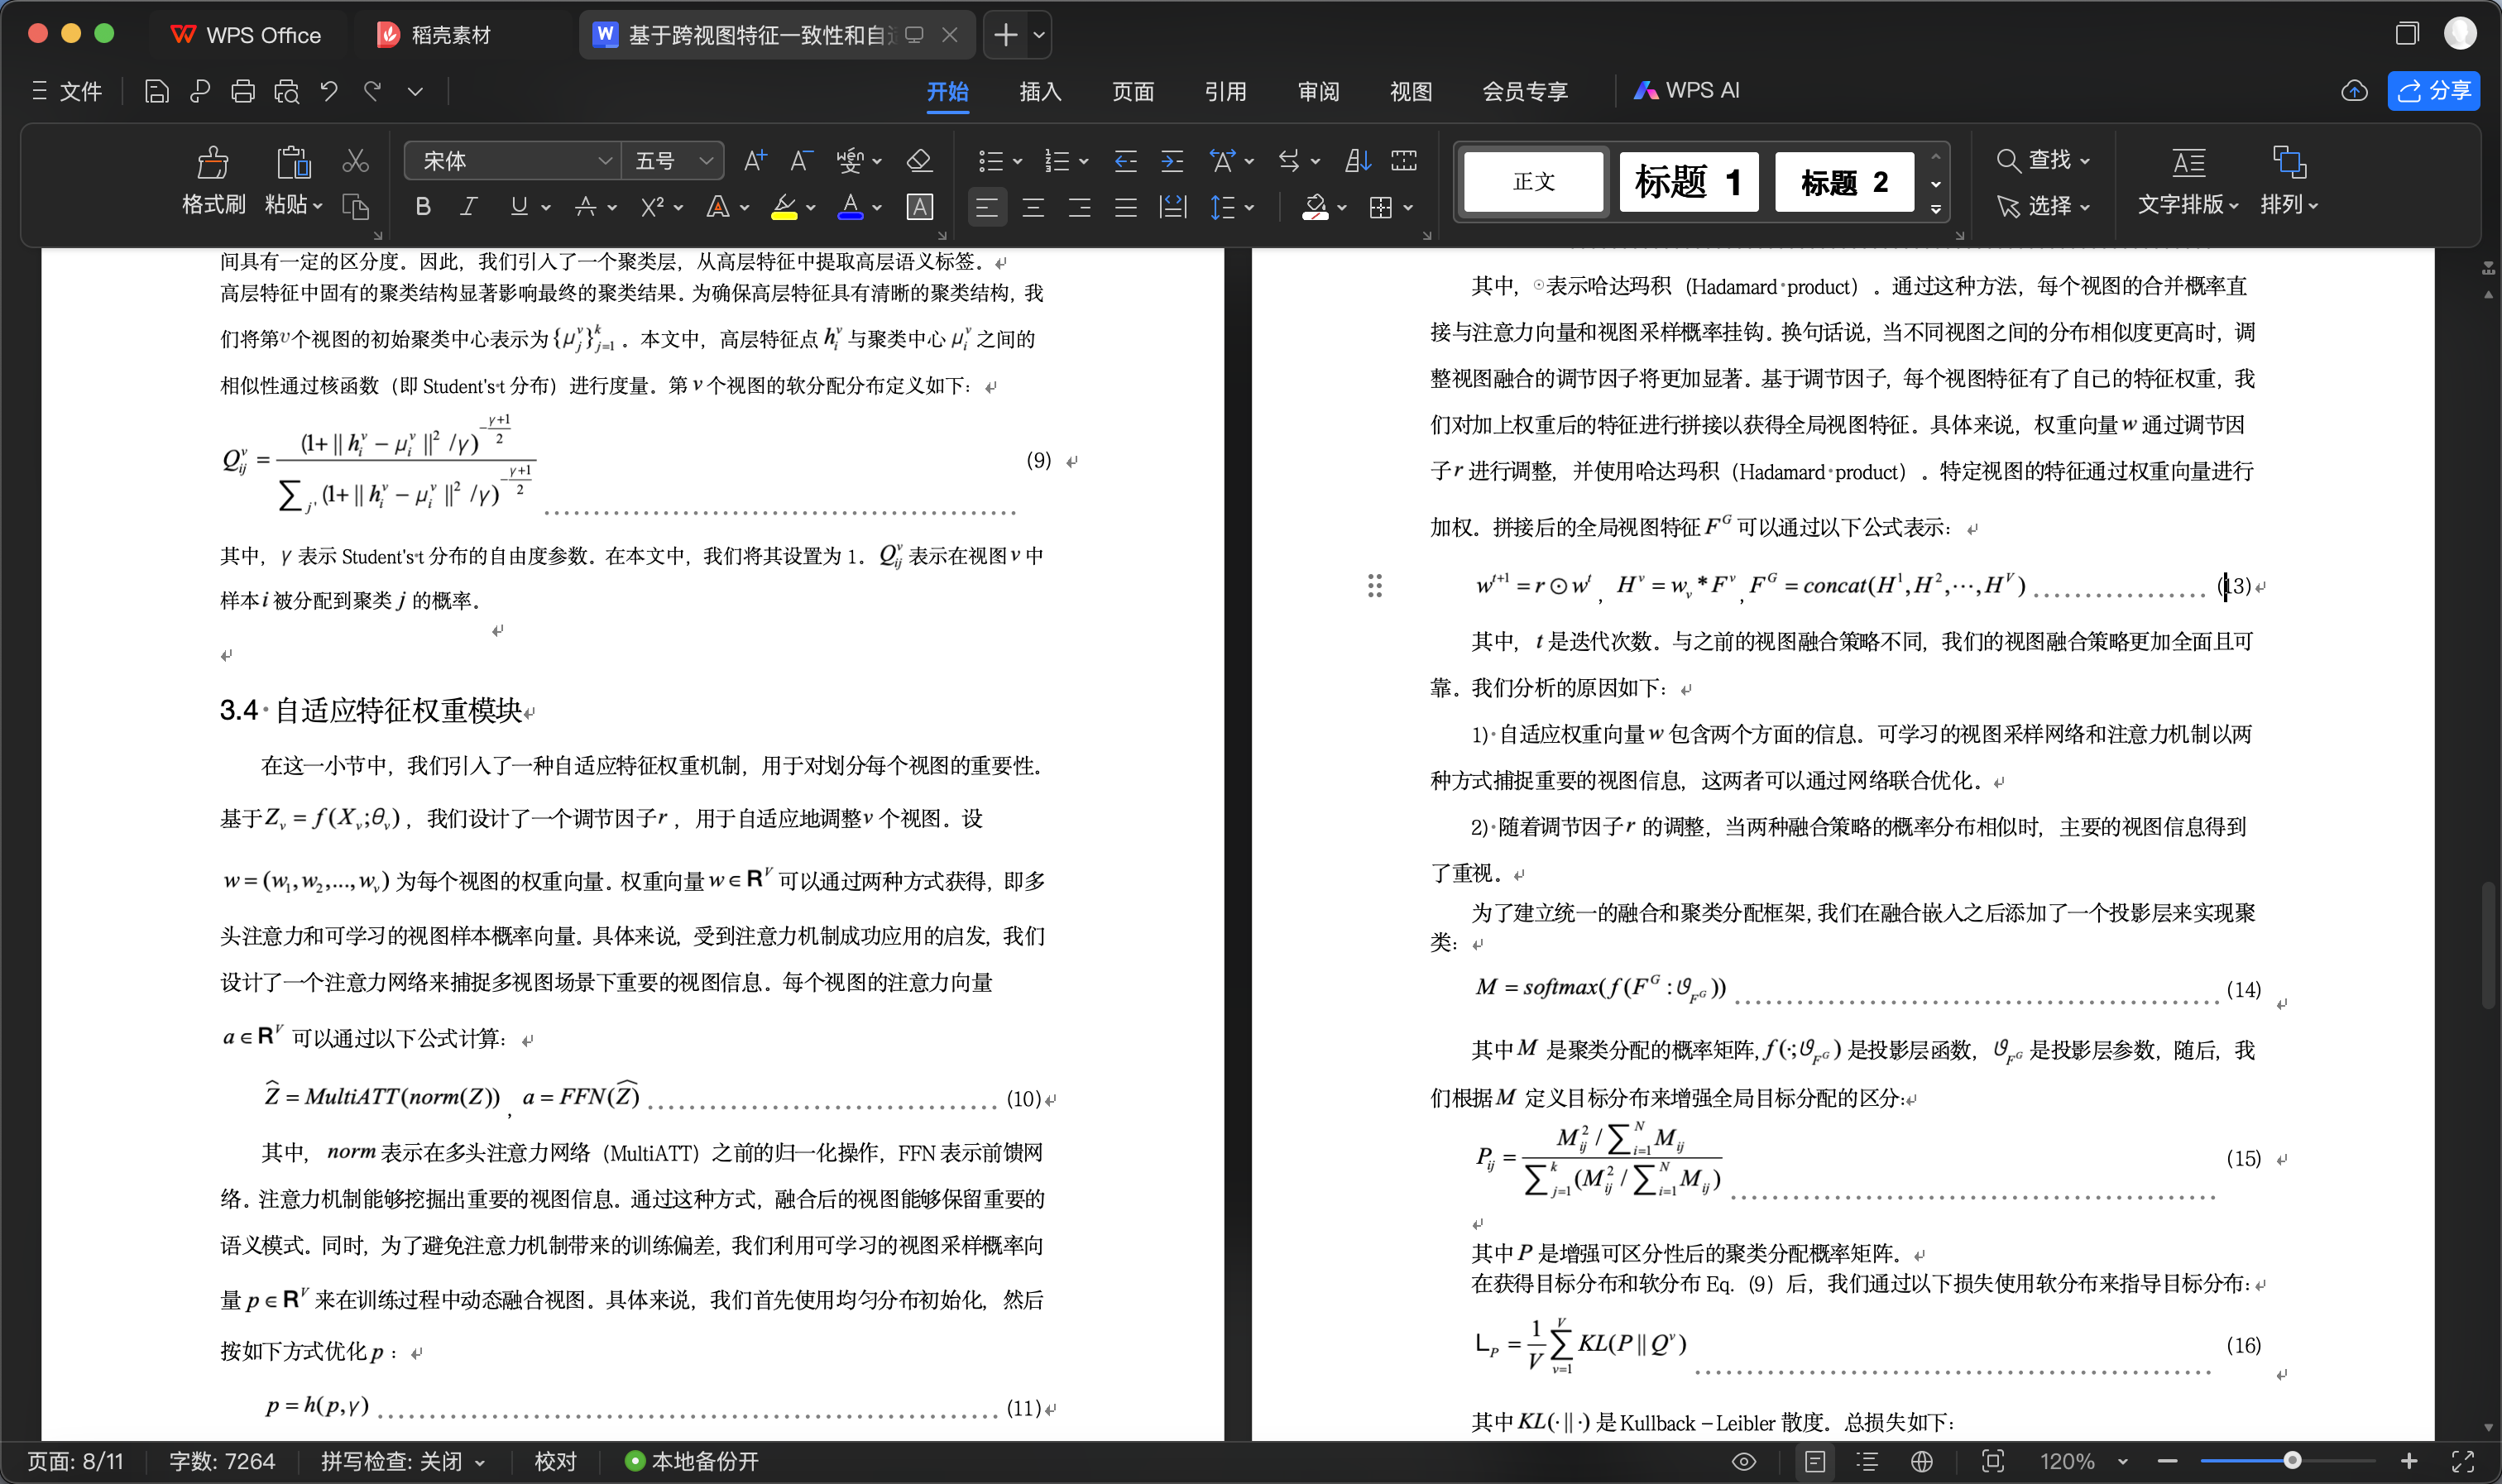 WPS Office
稻壳素材
基于跨视图特征一致性和自适
文件
开始
插入
页面
引用
审阅
视图
会员专享
WPS AI
分享
格式刷
粘贴
宋体
五号
正文
标题 1
标题 2
查找
选择
文字排版
排列
间具有一定的区分度。因此，我们引入了一个聚类层，从高层特征中提取高层语义标签。
高层特征中固有的聚类结构显著影响最终的聚类结果。为确保高层特征具有清晰的聚类结构，我
们将第v个视图的初始聚类中心表示为{μ_j^v}_{j=1}^k。本文中，高层特征点 h_i^v 与聚类中心 μ_i^v 之间的
相似性通过核函数（即 Student's t 分布）进行度量。第 v 个视图的软分配分布定义如下：
Q_{ij}^v = (1+||h_i^v − μ_i^v||^2 /γ)^{−(γ+1)/2} / ∑_{j'} (1+||h_i^v − μ_i^v||^2 /γ)^{−(γ+1)/2} (9)
其中，γ 表示 Student's t 分布的自由度参数。在本文中，我们将其设置为 1。Q_{ij}^v 表示在视图 v 中
样本 i 被分配到聚类 j 的概率。
3.4 自适应特征权重模块
在这一小节中，我们引入了一种自适应特征权重机制，用于对划分每个视图的重要性。
基于 Z_v = f(X_v;θ_v)，我们设计了一个调节因子 r，用于自适应地调整 v 个视图。设
w = (w_1, w_2,..., w_v) 为每个视图的权重向量。权重向量 w ∈ R^V 可以通过两种方式获得，即多
头注意力和可学习的视图样本概率向量。具体来说，受到注意力机制成功应用的启发，我们
设计了一个注意力网络来捕捉多视图场景下重要的视图信息。每个视图的注意力向量
a ∈ R^V 可以通过以下公式计算：
Ẑ = MultiATT(norm(Z)) , a = FFN(Ẑ) (10)
其中，norm 表示在多头注意力网络（MultiATT）之前的归一化操作，FFN 表示前馈网
络。注意力机制能够挖掘出重要的视图信息。通过这种方式，融合后的视图能够保留重要的
语义模式。同时，为了避免注意力机制带来的训练偏差，我们利用可学习的视图采样概率向
量 p ∈ R^V 来在训练过程中动态融合视图。具体来说，我们首先使用均匀分布初始化，然后
按如下方式优化 p：
p = h(p,γ) (11)
其中，⊙表示哈达玛积（Hadamard product）。通过这种方法，每个视图的合并概率直
接与注意力向量和视图采样概率挂钩。换句话说，当不同视图之间的分布相似度更高时，调
整视图融合的调节因子将更加显著。基于调节因子，每个视图特征有了自己的特征权重，我
们对加上权重后的特征进行拼接以获得全局视图特征。具体来说，权重向量 w 通过调节因
子 r 进行调整，并使用哈达玛积（Hadamard product）。特定视图的特征通过权重向量进行
加权。拼接后的全局视图特征 F^G 可以通过以下公式表示：
w^{t+1} = r ⊙ w^t , H^v = w_v * F^v , F^G = concat(H^1, H^2, ⋯, H^V) (13)
其中，t 是迭代次数。与之前的视图融合策略不同，我们的视图融合策略更加全面且可
靠。我们分析的原因如下：
1) 自适应权重向量 w 包含两个方面的信息。可学习的视图采样网络和注意力机制以两
种方式捕捉重要的视图信息，这两者可以通过网络联合优化。
2) 随着调节因子 r 的调整，当两种融合策略的概率分布相似时，主要的视图信息得到
了重视。
为了建立统一的融合和聚类分配框架,我们在融合嵌入之后添加了一个投影层来实现聚
类：
M = softmax(f(F^G : ϑ_{F^G})) (14)
其中 M 是聚类分配的概率矩阵, f(·;ϑ_{F^G}) 是投影层函数，ϑ_{F^G} 是投影层参数，随后，我
们根据 M 定义目标分布来增强全局目标分配的区分:
P_{ij} = M_{ij}^2 / ∑_{i=1}^N M_{ij} / ∑_{j=1}^k (M_{ij}^2 / ∑_{i=1}^N M_{ij}) (15)
其中 P 是增强可区分性后的聚类分配概率矩阵。
在获得目标分布和软分布 Eq.（9）后，我们通过以下损失使用软分布来指导目标分布:
L_P = 1/V ∑_{v=1}^V KL(P || Q^v) (16)
其中 KL(· || ·) 是 Kullback – Leibler 散度。总损失如下：
页面: 8/11
字数: 7264
拼写检查: 关闭
校对
本地备份开
120%